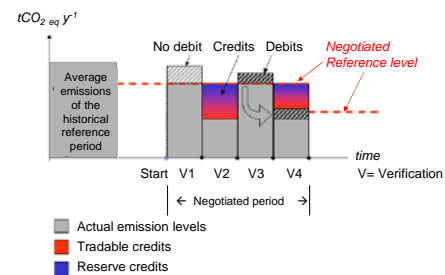 tCO2 eq y-1
No debit Credits Debits
Negotiated
Reference level
Average
emissions
of the
historical
reference
period
time
Start V1 V2 V3 V4 V= Verification
← Negotiated period →
Actual emission levels
Tradable credits
Reserve credits